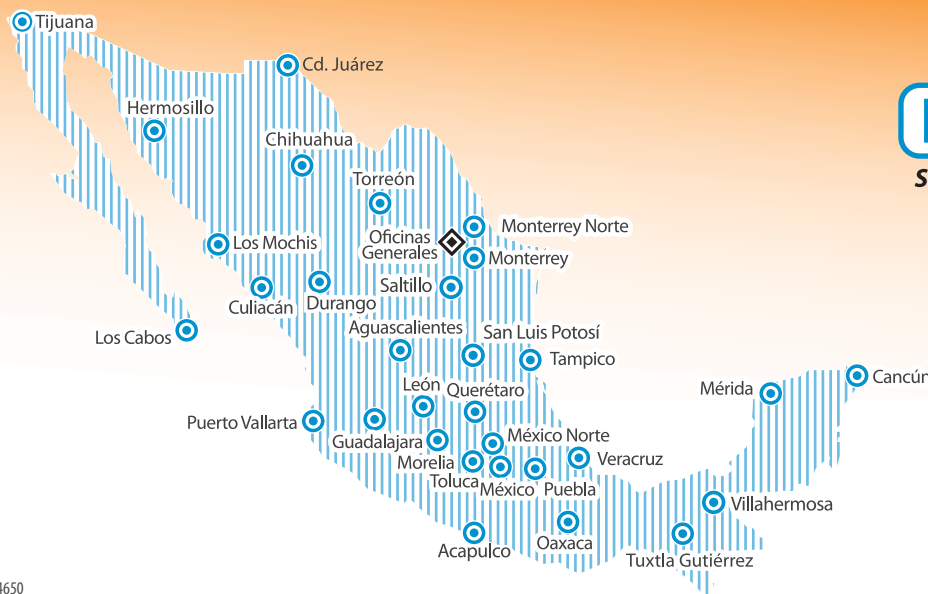 Tijuana
Cd. Juárez
Hermosillo
Chihuahua
Torreón
Monterrey Norte
Oficinas
Generales
Los Mochis
Monterrey
Saltillo
Durango
Culiacán
Los Cabos
Aguascalientes
San Luis Potosí
Tampico
Cancún
Mérida
León
Querétaro
Puerto Vallarta
Guadalajara
México Norte
Morelia
Veracruz
Toluca
México
Puebla
Villahermosa
Oaxaca
Acapulco
Tuxtla Gutiérrez
4650